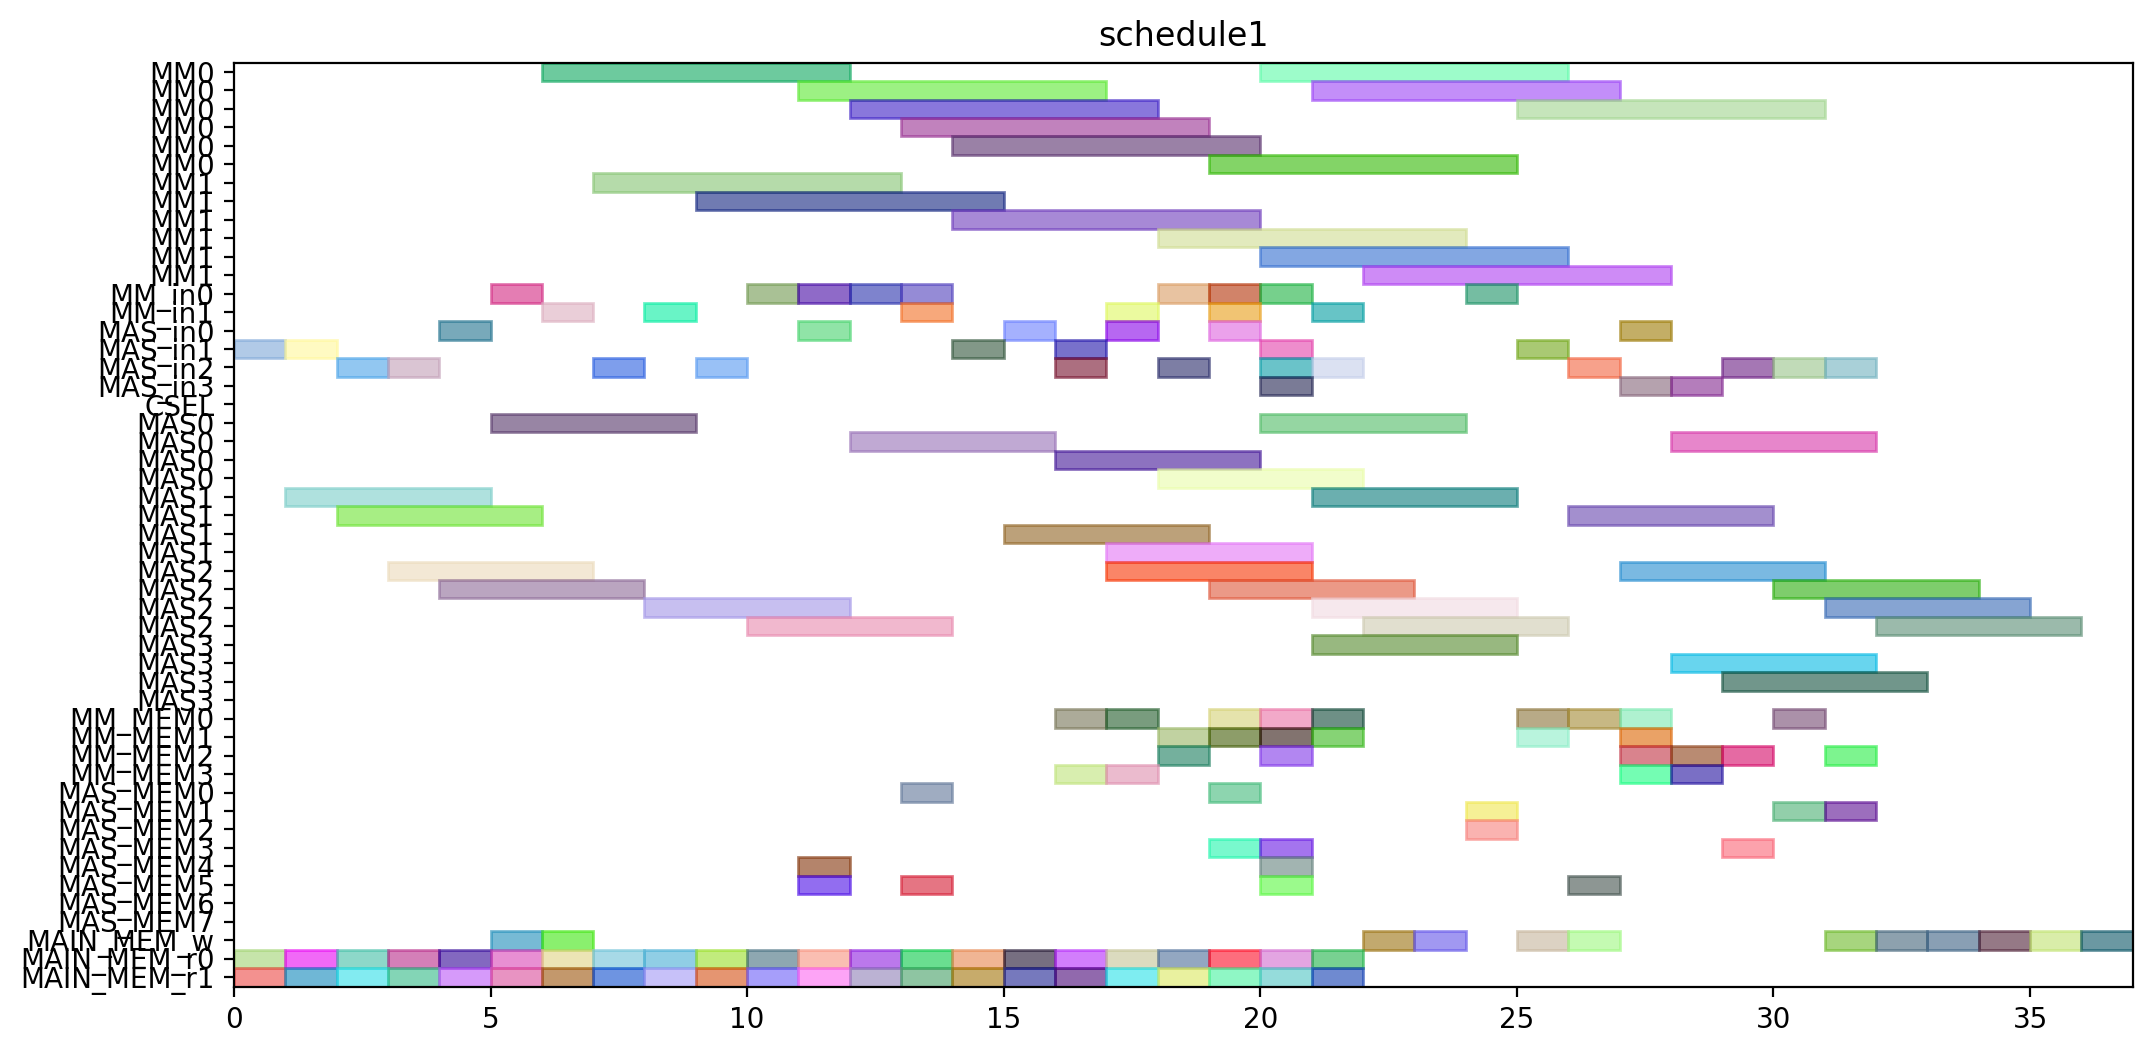 schedule1
MM0
MM0
MM0
MM0
MM0
MM0
MM1
MM1
MM1
MM1
MM1
MM1
MM_in0
MM_in1
MAS_in0
MAS_in1
MAS_in2
MAS_in3
CSEL
MAS0
MAS0
MAS0
MAS0
MAS1
MAS1
MAS1
MAS1
MAS2
MAS2
MAS2
MAS2
MAS3
MAS3
MAS3
MAS3
MM_MEM0
MM_MEM1
MM_MEM2
MM_MEM3
MAS_MEM0
MAS_MEM1
MAS_MEM2
MAS_MEM3
MAS_MEM4
MAS_MEM5
MAS_MEM6
MAS_MEM7
MAIN_MEM_w
MAIN_MEM_r0
MAIN_MEM_r1
0 5 10 15 20 25 30 35